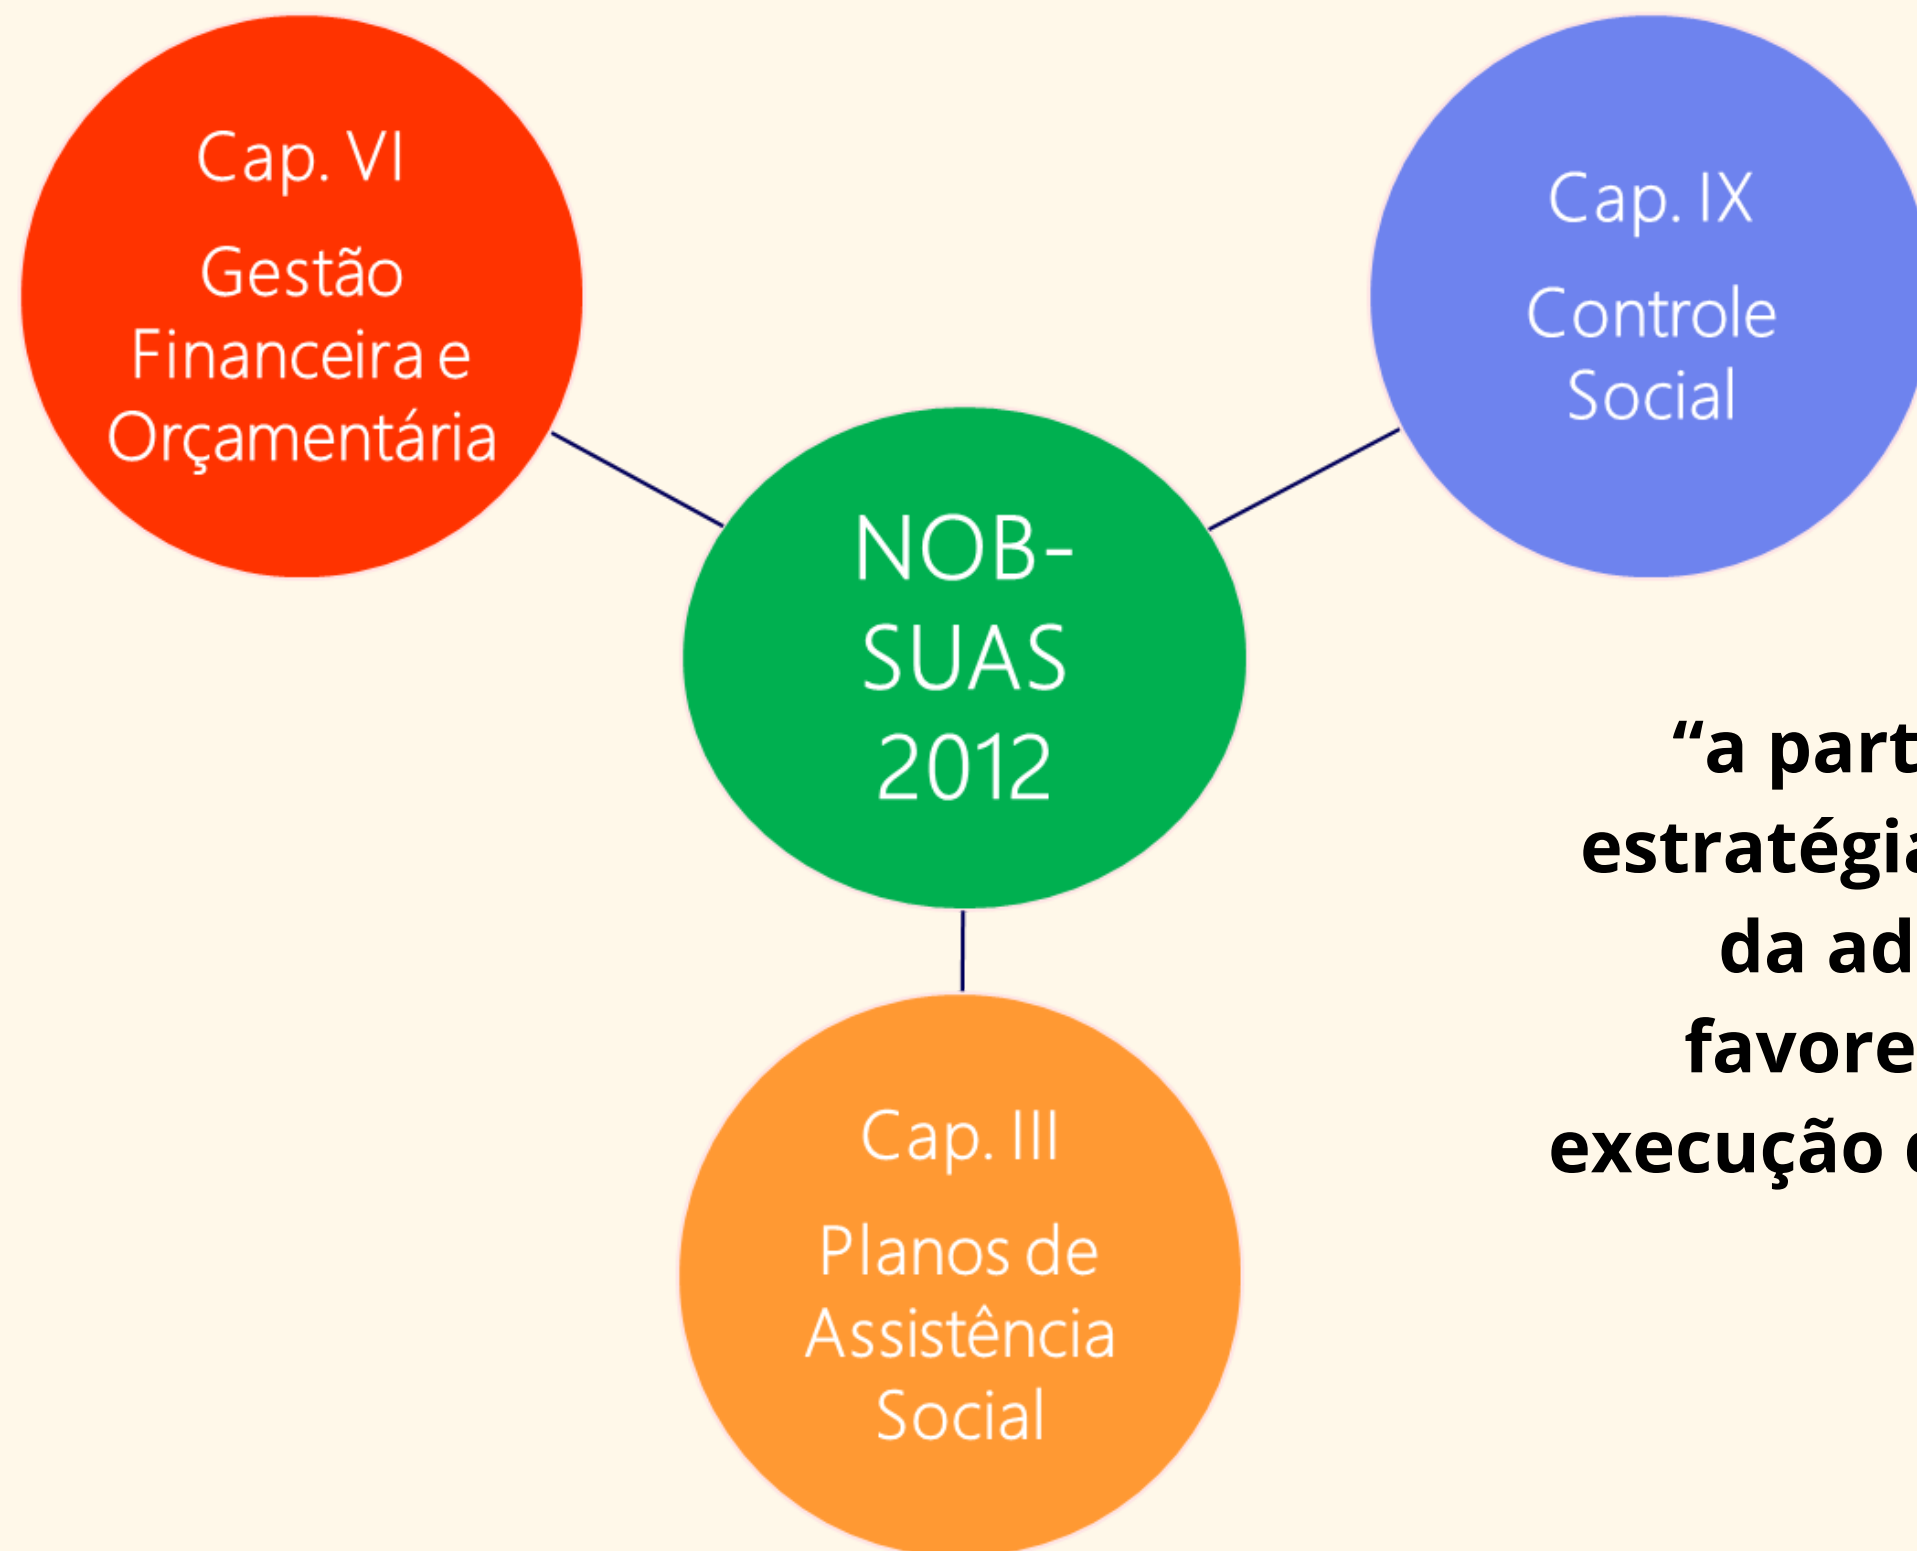 Cap. VI
Gestão
Financeira e
Orçamentária
Cap. IX
Controle
Social
NOB-
SUAS
2012
Cap. III
Planos de
Assistência
Social
“a part
estratégia
da ad
favore
execução